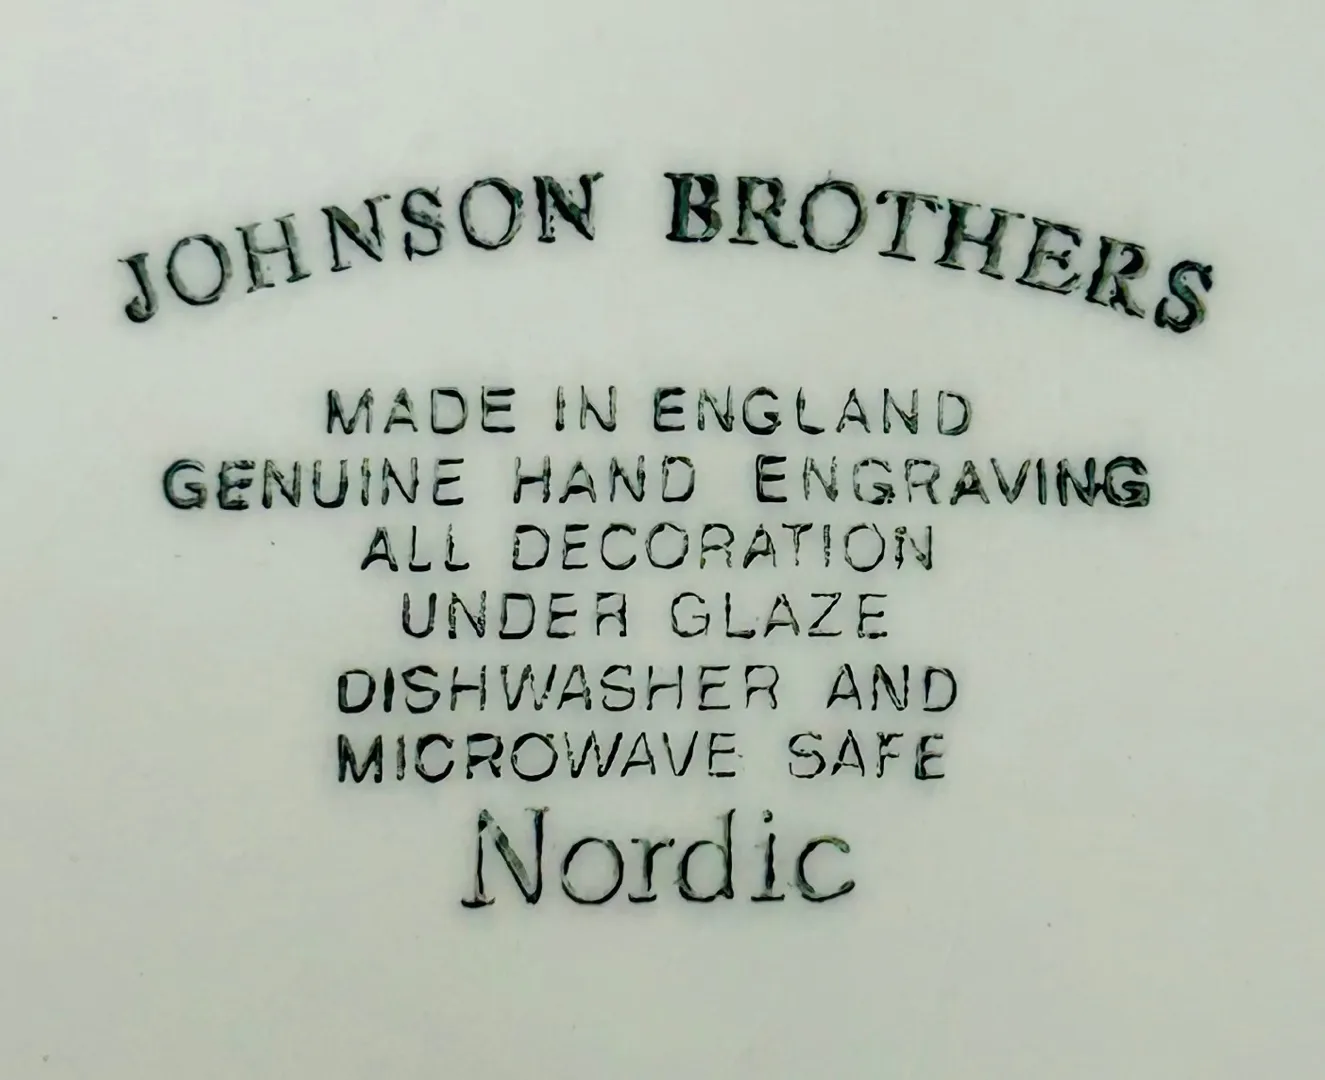 JOHNSON BROTHERS
MADE IN ENGLAND
GENUINE HAND ENGRAVING
ALL DECORATION
UNDER GLAZE
DISHWASHER AND
MICROWAVE SAFE
Nordic